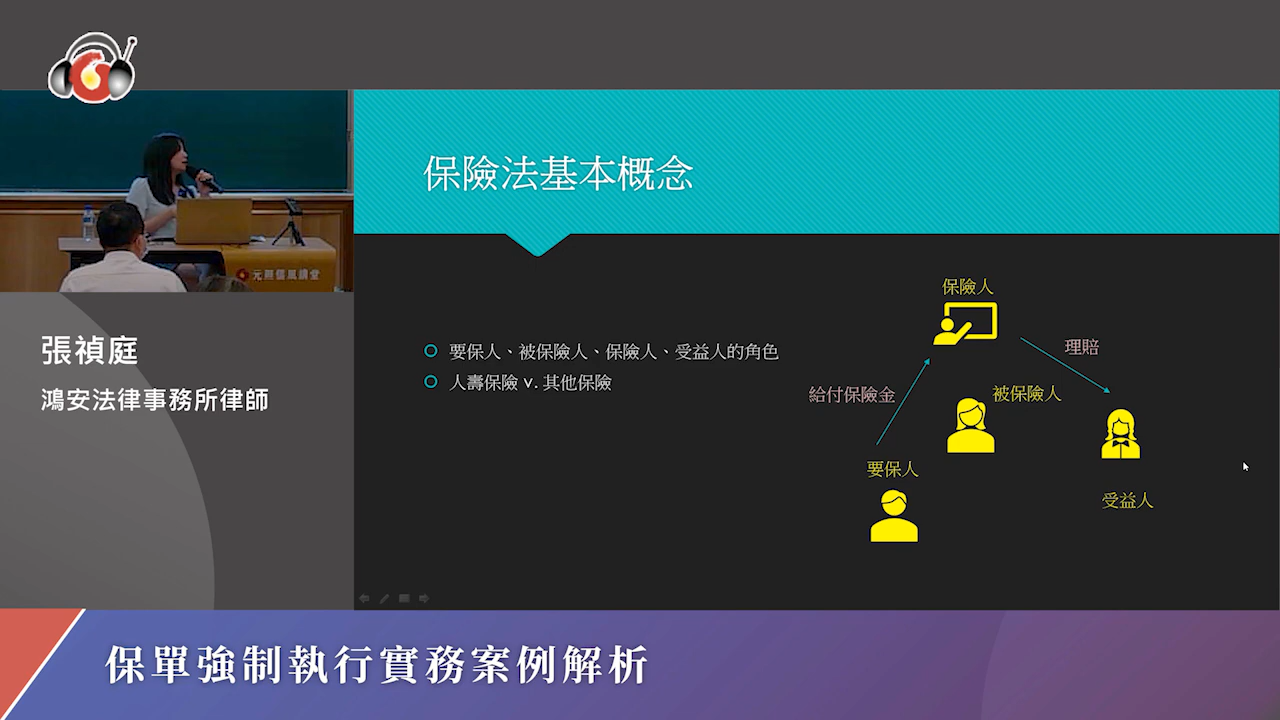 元照儒風講堂
張禎庭
鴻安法律事務所律師
保險法基本概念
要保人、被保險人、保險人、受益人的角色
人壽保險 v. 其他保險
保險人
理賠
給付保險金
被保險人
要保人
受益人
保單強制執行實務案例解析